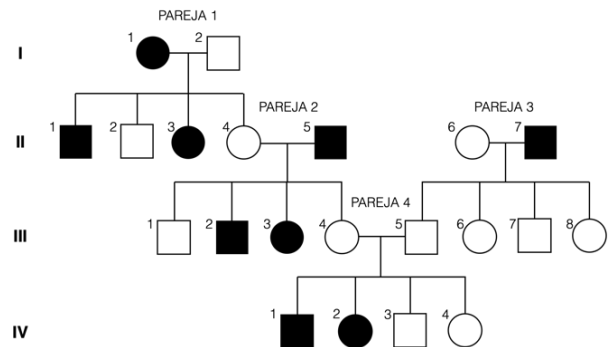 PAREJA 1
I 1 2
PAREJA 2 PAREJA 3
II 1 2 3 4 5 6 7
PAREJA 4
III 1 2 3 4 5 6 7 8
IV 1 2 3 4